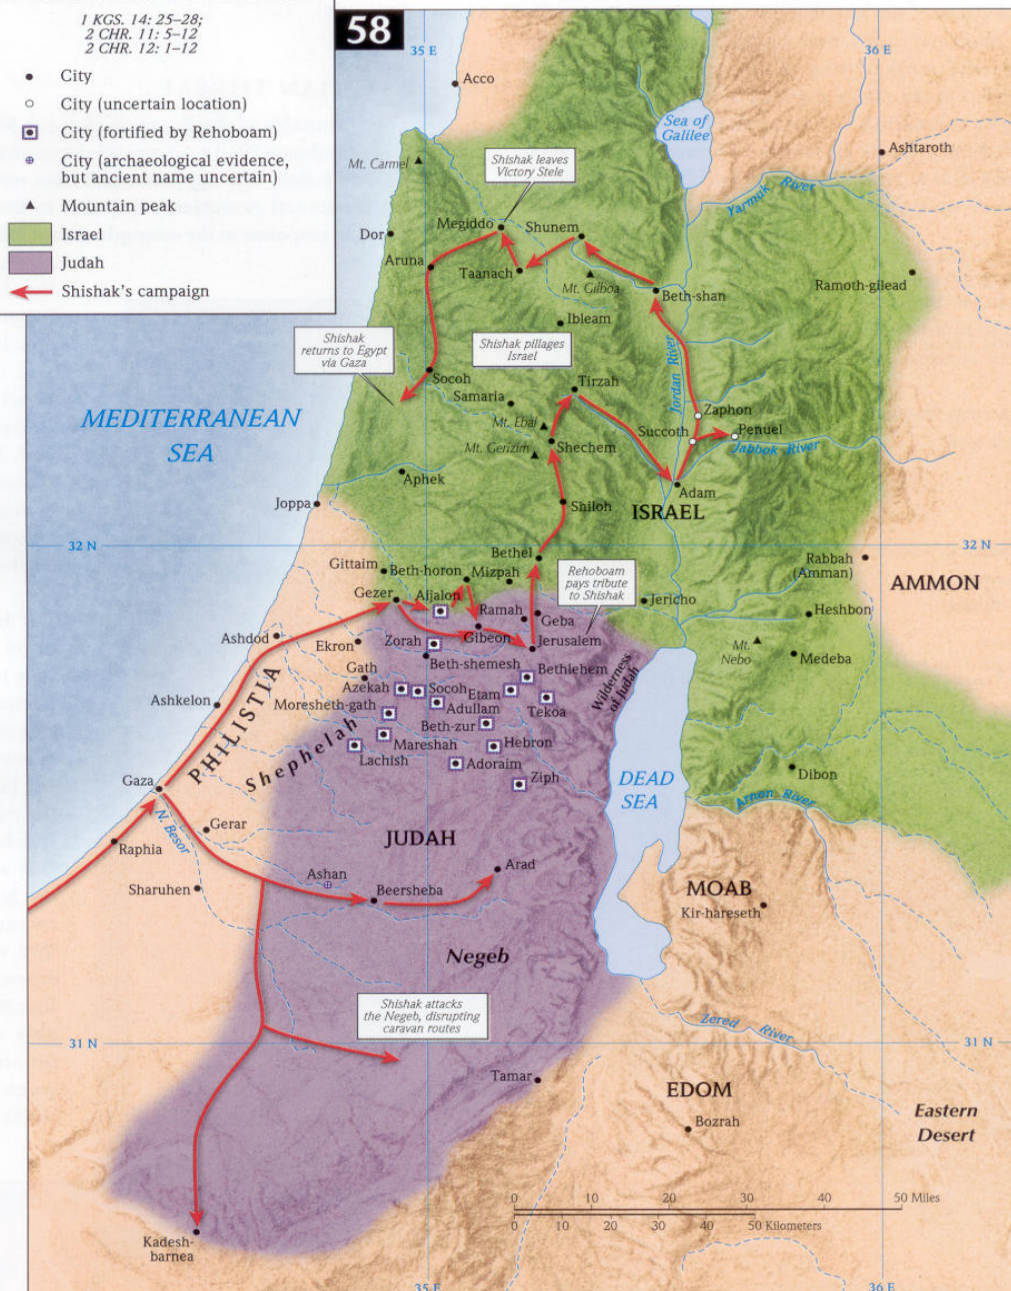 1 KGS. 14: 25–28;
2 CHR. 11: 5–12
2 CHR. 12: 1–12
City
City (uncertain location)
City (fortified by Rehoboam)
City (archaeological evidence,
but ancient name uncertain)
Mountain peak
Israel
Judah
Shishak's campaign
58
35 E
36 E
Acco
Sea of
Galilee
Ashtaroth
Mt. Carmel
Shishak leaves
Victory Stele
Yarmuk River
Megiddo
Shunem
Dor
Aruna
Taanach
Mt. Gilboa
Ramoth-gilead
Beth-shan
Ibleam
Shishak
returns to Egypt
via Gaza
Shishak pillages
Israel
Jordan River
Socoh
Tirzah
Samaria
Zaphon
MEDITERRANEAN
SEA
Mt. Ebal
Succoth
Penuel
Mt. Gerizim
Shechem
Jabbok River
Aphek
Adam
Joppa
Shiloh
ISRAEL
32 N
32 N
Bethel
Gittaim
Beth-horon
Mizpah
Rehoboam
pays tribute
to Shishak
Rabbah
(Amman)
AMMON
Gezer
Aijalon
Ramah
Geba
Jericho
Heshbon
Ashdod
Ekron
Zorah
Gibeon
Jerusalem
Mt.
Nebo
Medeba
Beth-shemesh
Gath
Bethlehem
Wilderness
of Judah
Azekah
Socoh
Etam
Ashkelon
Moresheth-gath
Adullam
Tekoa
PHILISTIA
Shephelah
Beth-zur
Mareshah
Hebron
Lachish
Adoraim
Gaza
Ziph
DEAD
SEA
Dibon
Arnon River
N. Besor
Gerar
JUDAH
Raphia
Ashan
Arad
Sharuhen
Beersheba
MOAB
Kir-hareseth
Negeb
Shishak attacks
the Negeb, disrupting
caravan routes
Zered River
31 N
31 N
Tamar
EDOM
Bozrah
Eastern
Desert
0 10 20 30 40 50 Miles
0 10 20 30 40 50 Kilometers
Kadesh-
barnea
35 E
36 E